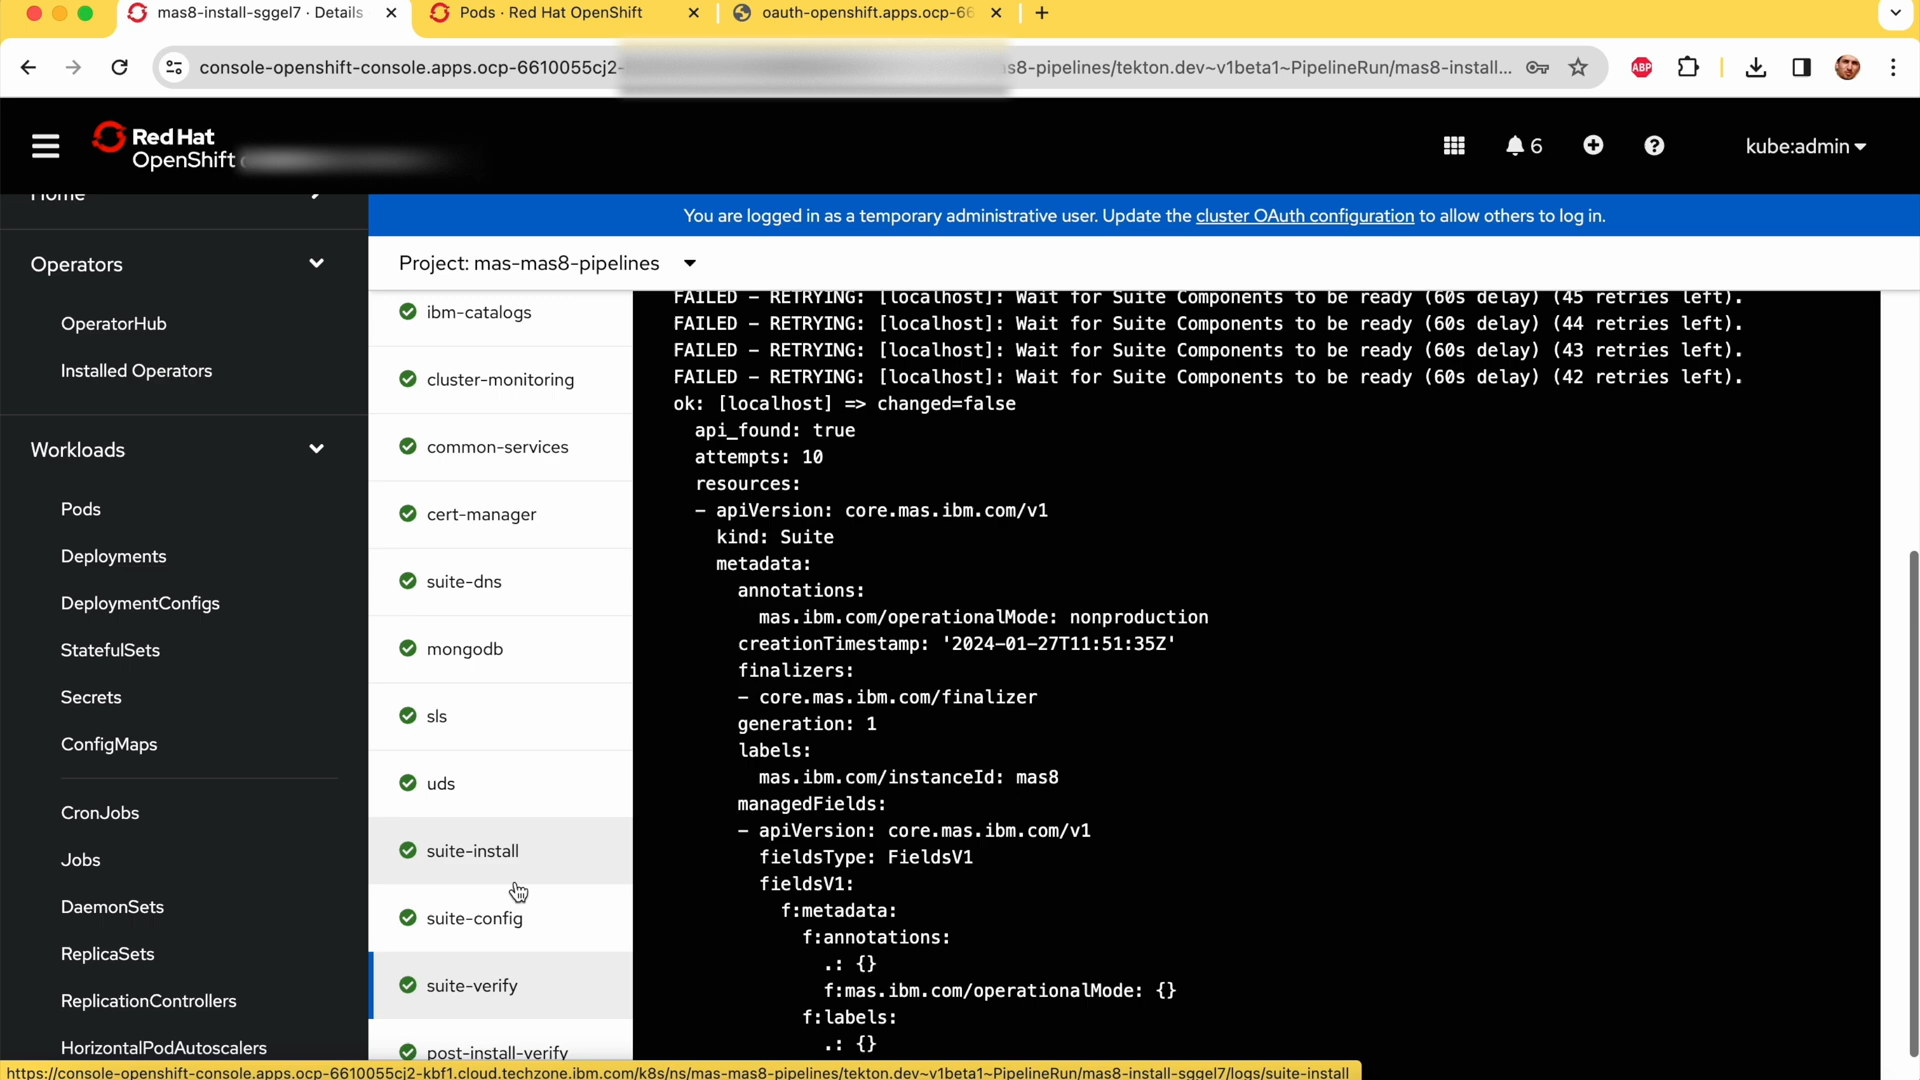 mas8-install-sggel7 · Details
Pods · Red Hat OpenShift
oauth-openshift.apps.ocp-66
console-openshift-console.apps.ocp-6610055cj2-
s8-pipelines/tekton.dev~v1beta1~PipelineRun/mas8-install...
ABP
Red Hat
OpenShift
6
kube:admin
Home
You are logged in as a temporary administrative user. Update the cluster OAuth configuration to allow others to log in.
Operators
OperatorHub
Installed Operators
Workloads
Pods
Deployments
DeploymentConfigs
StatefulSets
Secrets
ConfigMaps
CronJobs
Jobs
DaemonSets
ReplicaSets
ReplicationControllers
HorizontalPodAutoscalers
Project: mas-mas8-pipelines
ibm-catalogs
cluster-monitoring
common-services
cert-manager
suite-dns
mongodb
sls
uds
suite-install
suite-config
suite-verify
post-install-verify
FAILED - RETRYING: [localhost]: Wait for Suite Components to be ready (60s delay) (45 retries left).
FAILED - RETRYING: [localhost]: Wait for Suite Components to be ready (60s delay) (44 retries left).
FAILED - RETRYING: [localhost]: Wait for Suite Components to be ready (60s delay) (43 retries left).
FAILED - RETRYING: [localhost]: Wait for Suite Components to be ready (60s delay) (42 retries left).
ok: [localhost] => changed=false
api_found: true
attempts: 10
resources:
- apiVersion: core.mas.ibm.com/v1
kind: Suite
metadata:
annotations:
mas.ibm.com/operationalMode: nonproduction
creationTimestamp: '2024-01-27T11:51:35Z'
finalizers:
- core.mas.ibm.com/finalizer
generation: 1
labels:
mas.ibm.com/instanceId: mas8
managedFields:
- apiVersion: core.mas.ibm.com/v1
fieldsType: FieldsV1
fieldsV1:
f:metadata:
f:annotations:
.: {}
f:mas.ibm.com/operationalMode: {}
f:labels:
.: {}
https://console-openshift-console.apps.ocp-6610055cj2-kbf1.cloud.techzone.ibm.com/k8s/ns/mas-mas8-pipelines/tekton.dev~v1beta1~PipelineRun/mas8-install-sggel7/logs/suite-install